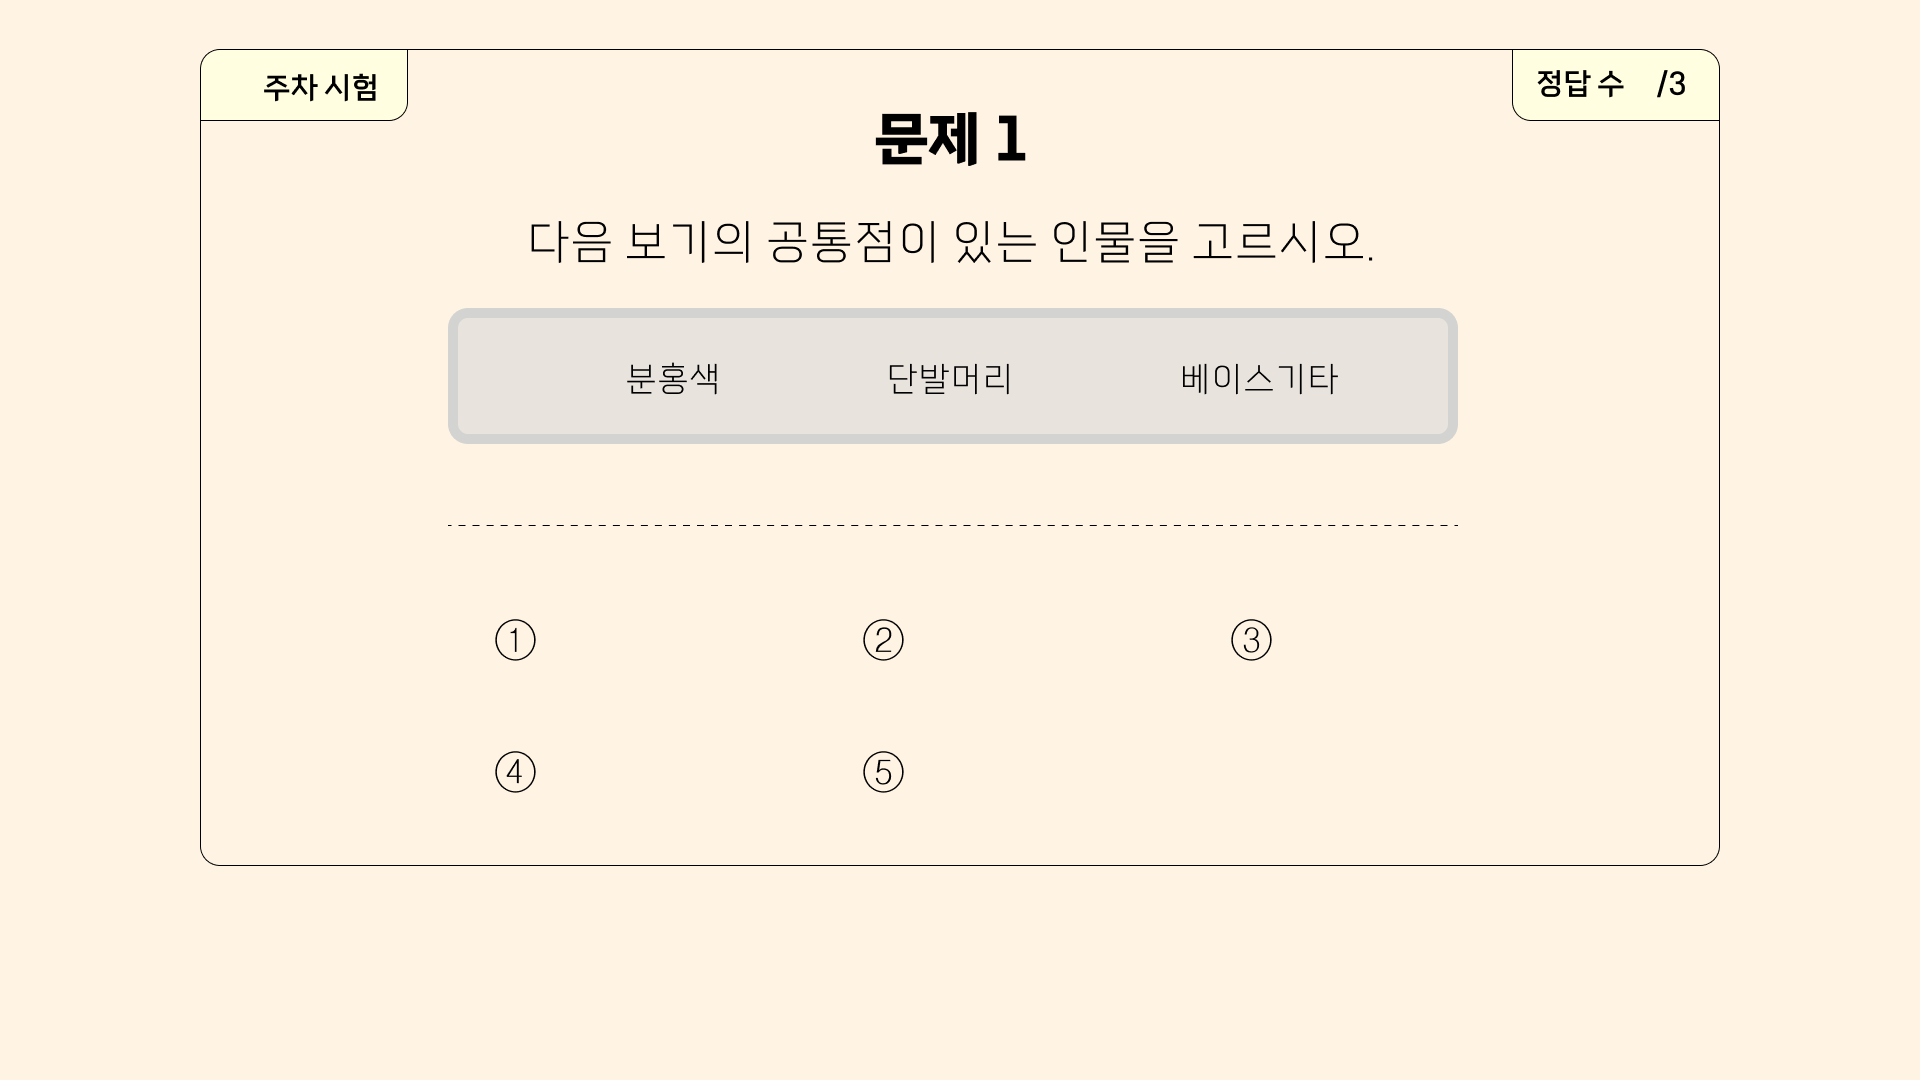 주차 시험
정답 수 /3
문제 1
다음 보기의 공통점이 있는 인물을 고르시오.
분홍색 단발머리 베이스기타
① ② ③
④ ⑤